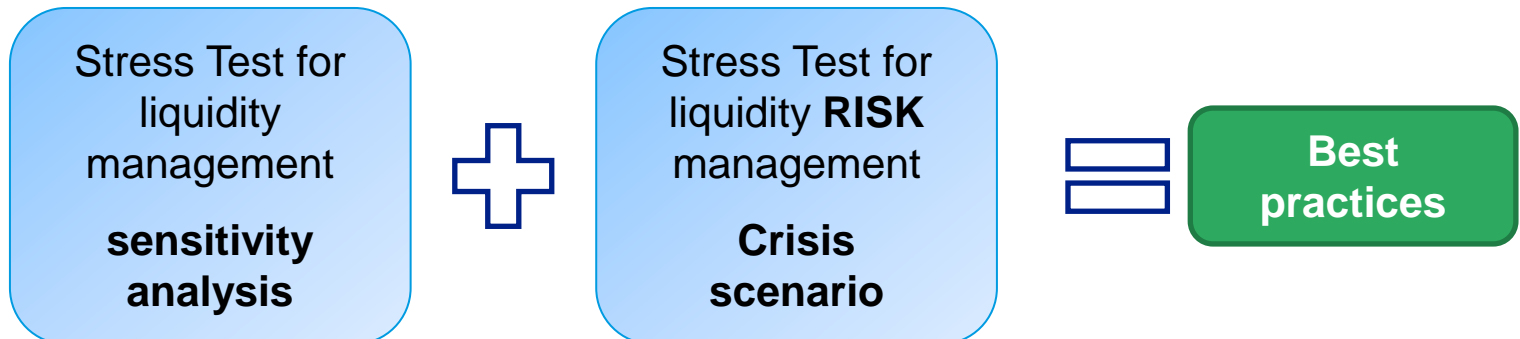 Stress Test for
liquidity
management
sensitivity
analysis
Stress Test for
liquidity RISK
management
Crisis
scenario
Best
practices